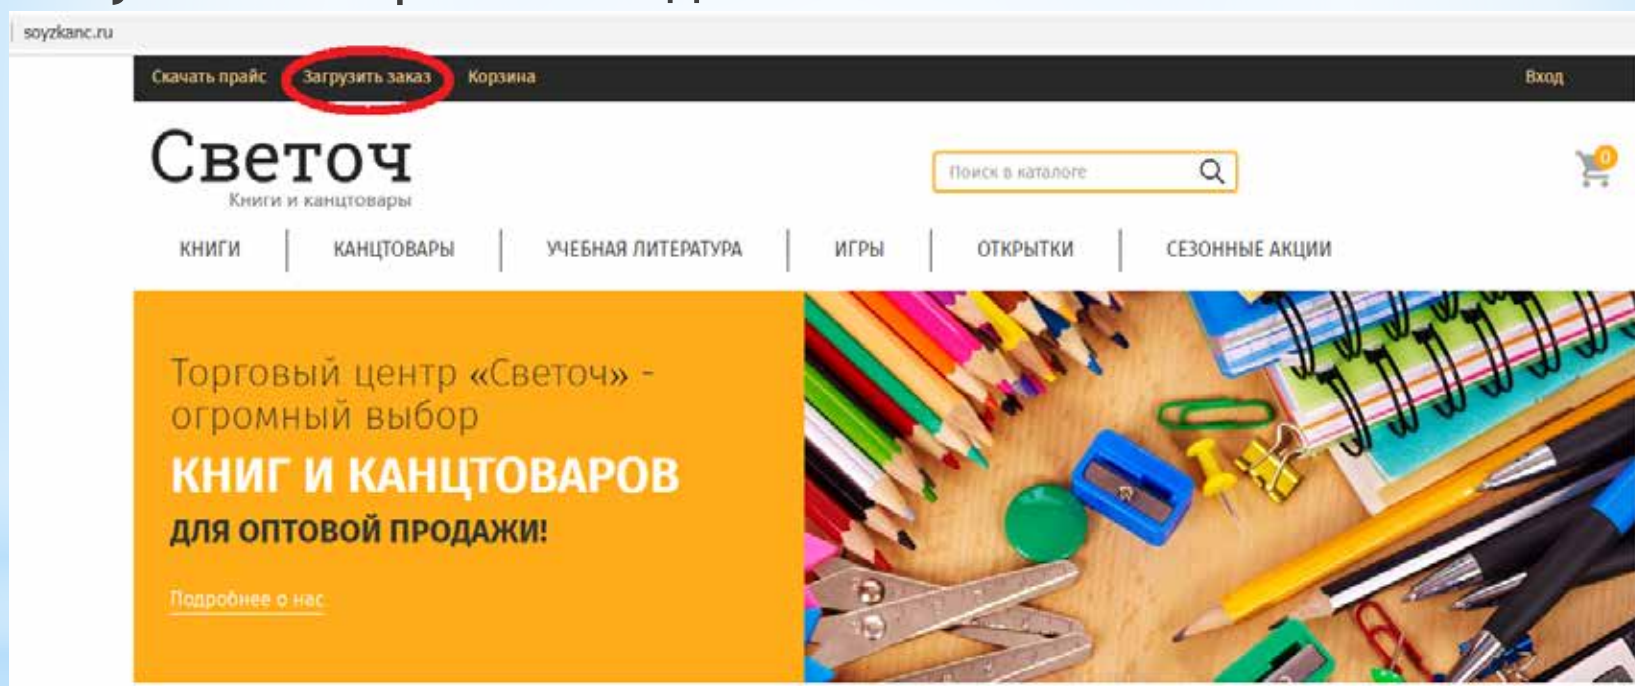 soyzkanc.ru
Скачать прайс Загрузить заказ Корзина Вход
Светоч
Книги и канцтовары
Поиск в каталоге
0
КНИГИ КАНЦТОВАРЫ УЧЕБНАЯ ЛИТЕРАТУРА ИГРЫ ОТКРЫТКИ СЕЗОННЫЕ АКЦИИ
Торговый центр «Светоч» -
огромный выбор
КНИГ И КАНЦТОВАРОВ
ДЛЯ ОПТОВОЙ ПРОДАЖИ!
Подробнее о нас